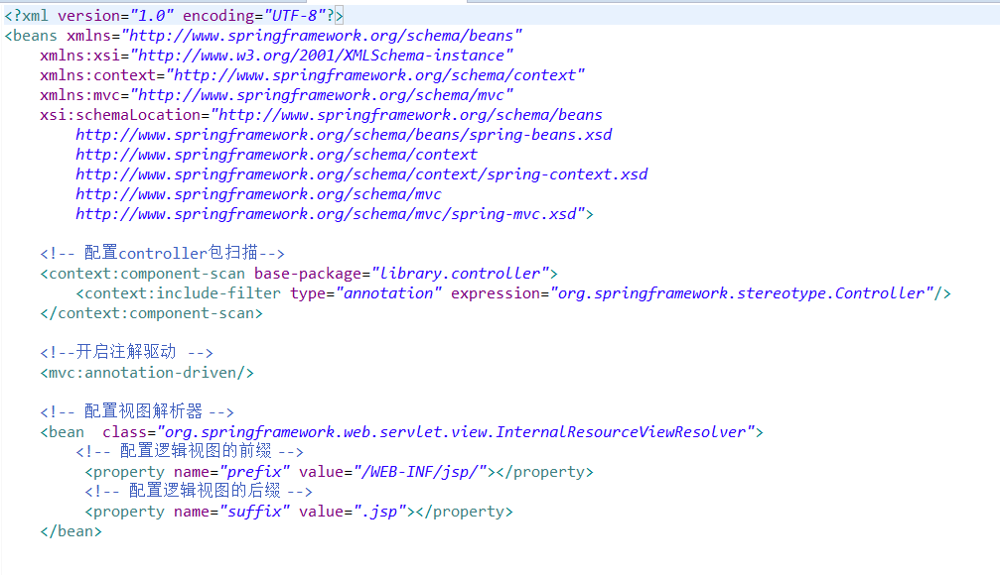 <?xml version="1.0" encoding="UTF-8"?>
<beans xmlns="http://www.springframework.org/schema/beans"
    xmlns:xsi="http://www.w3.org/2001/XMLSchema-instance"
    xmlns:context="http://www.springframework.org/schema/context"
    xmlns:mvc="http://www.springframework.org/schema/mvc"
    xsi:schemaLocation="http://www.springframework.org/schema/beans
        http://www.springframework.org/schema/beans/spring-beans.xsd
        http://www.springframework.org/schema/context
        http://www.springframework.org/schema/context/spring-context.xsd
        http://www.springframework.org/schema/mvc
        http://www.springframework.org/schema/mvc/spring-mvc.xsd">
    <!-- 配置controller包扫描-->
    <context:component-scan base-package="library.controller">
        <context:include-filter type="annotation" expression="org.springframework.stereotype.Controller"/>
    </context:component-scan>
    <!--开启注解驱动 -->
    <mvc:annotation-driven/>
    <!-- 配置视图解析器 -->
    <bean  class="org.springframework.web.servlet.view.InternalResourceViewResolver">
        <!-- 配置逻辑视图的前缀 -->
         <property name="prefix" value="/WEB-INF/jsp/"></property>
         <!-- 配置逻辑视图的后缀 -->
         <property name="suffix" value=".jsp"></property>
    </bean>